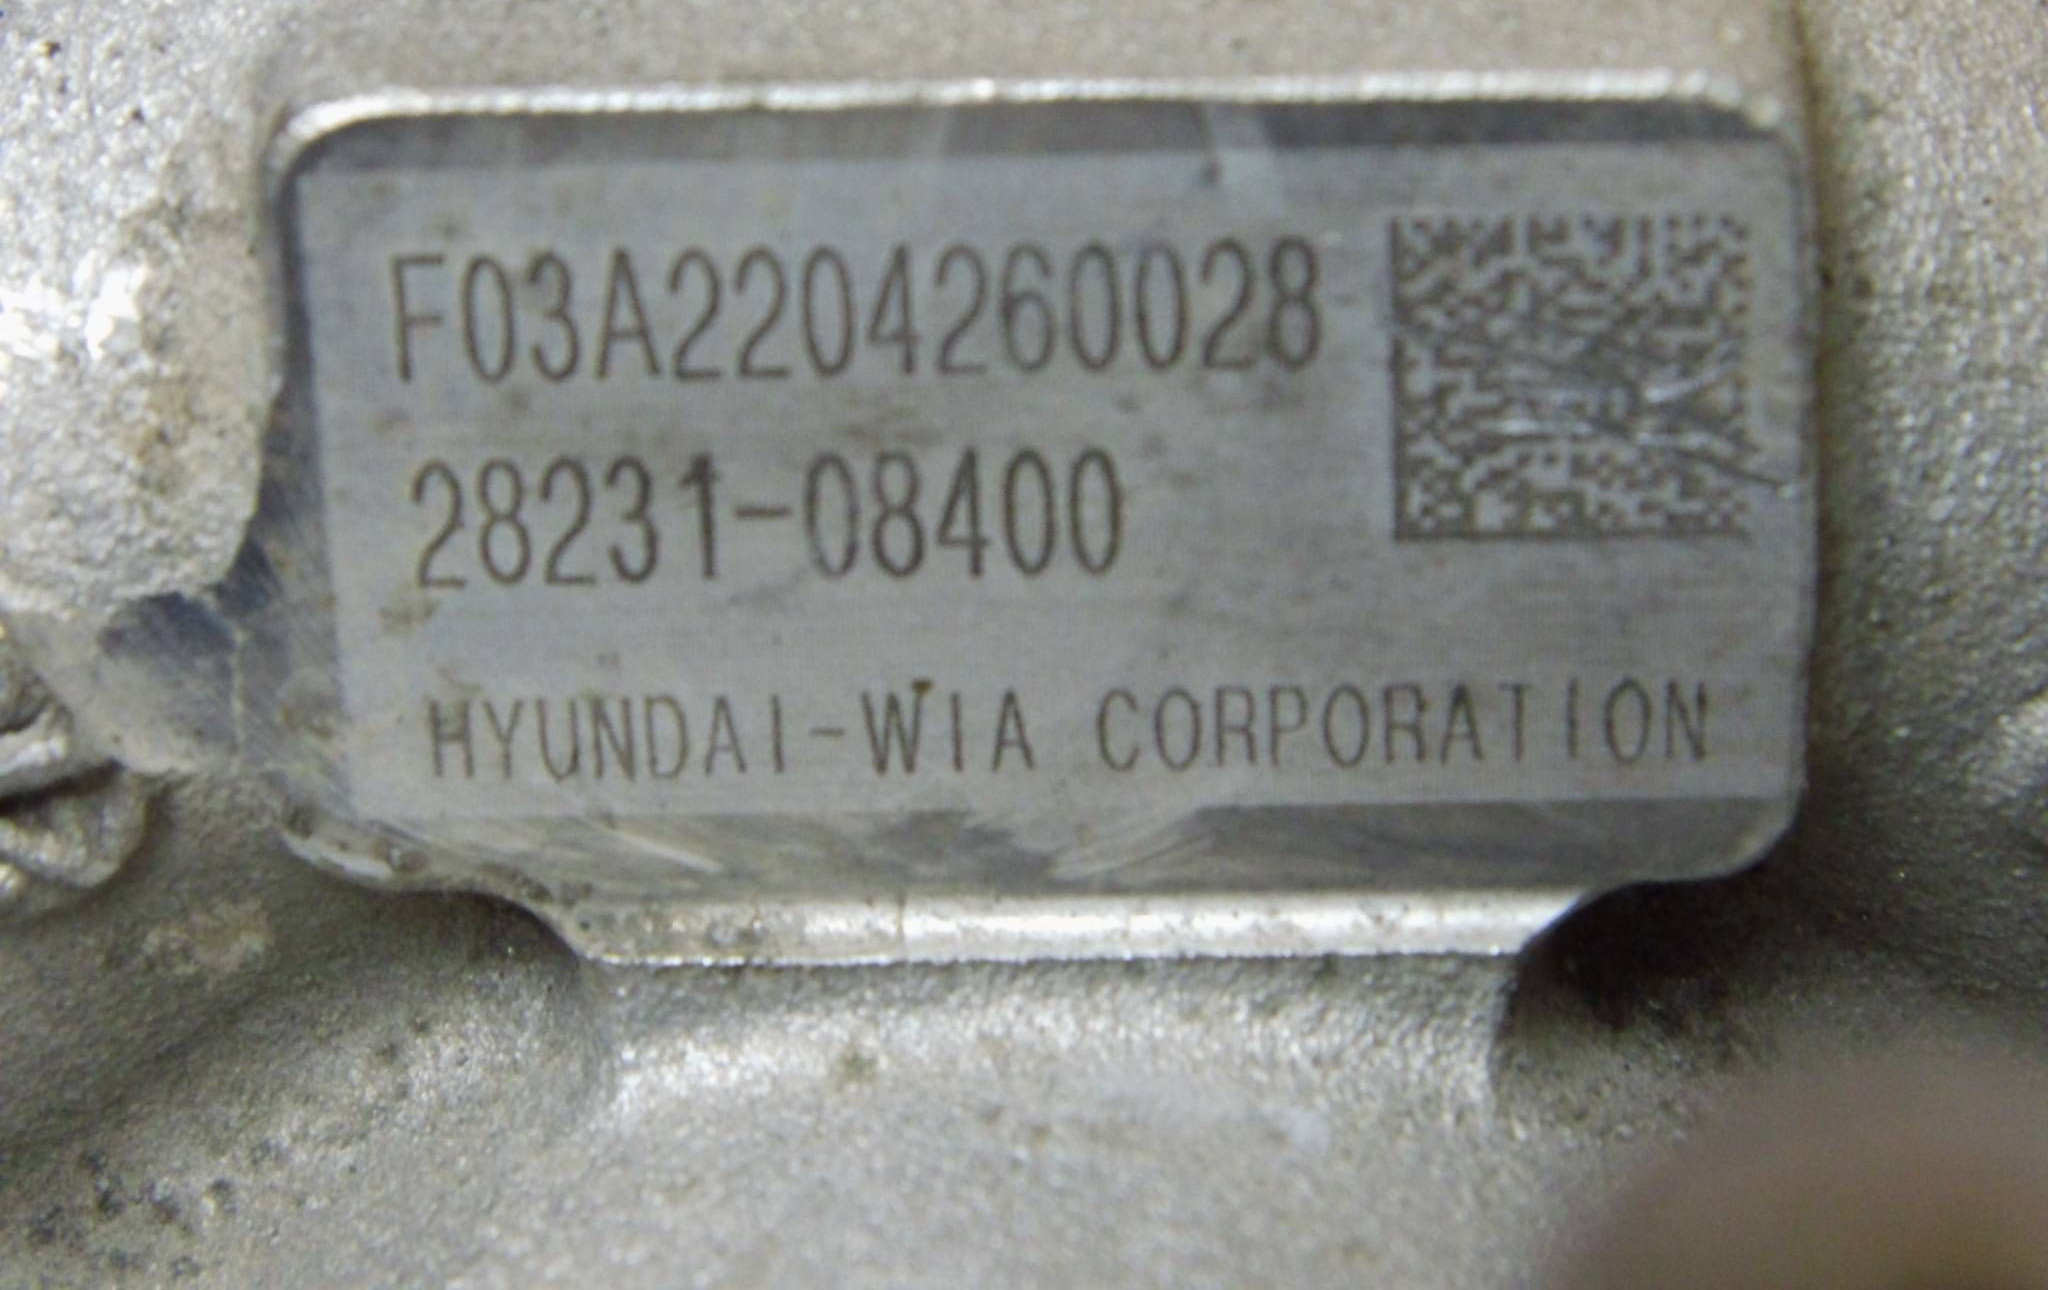 F03A2204260028
28231-08400
HYUNDAI-WIA CORPORATION